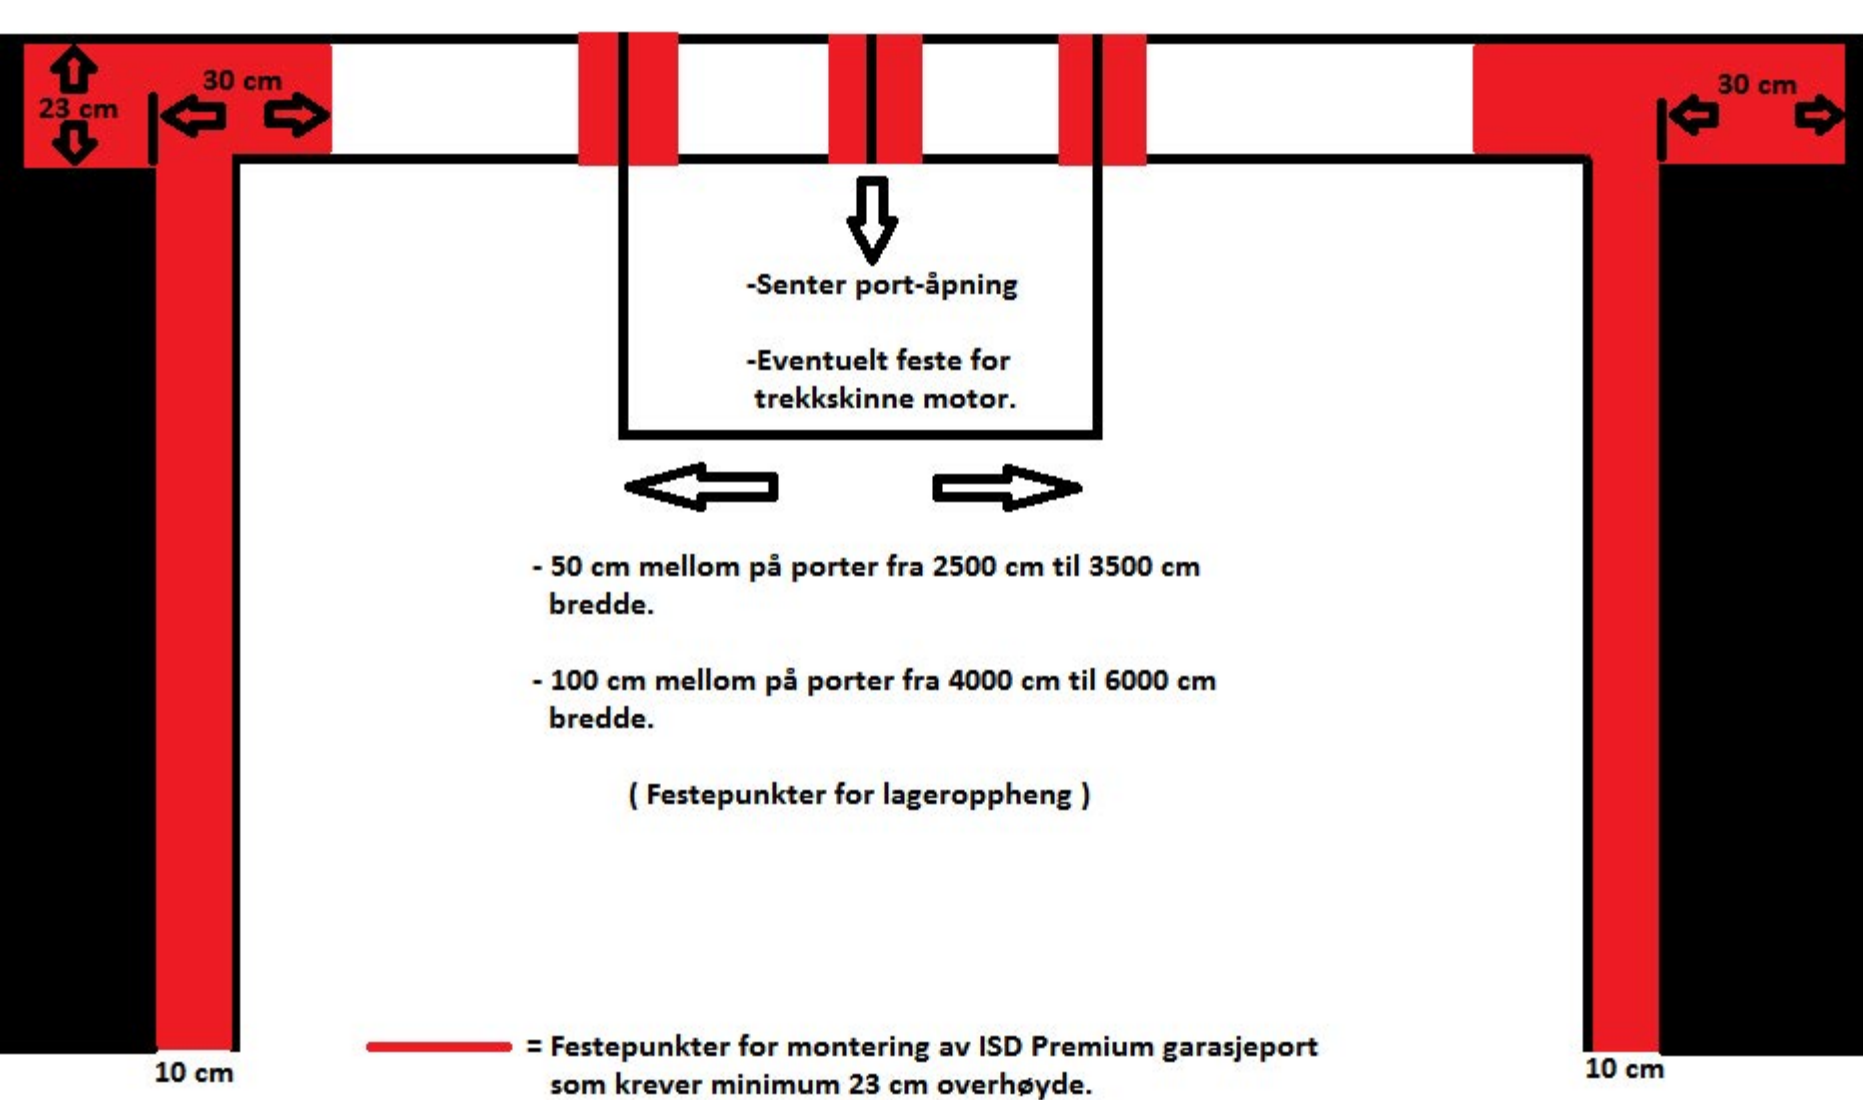 30 cm
23 cm
30 cm
-Senter port-åpning
-Eventuelt feste for
trekkskinne motor.
- 50 cm mellom på porter fra 2500 cm til 3500 cm
bredde.
- 100 cm mellom på porter fra 4000 cm til 6000 cm
bredde.
( Festepunkter for lageroppheng )
= Festepunkter for montering av ISD Premium garasjeport
som krever minimum 23 cm overhøyde.
10 cm
10 cm